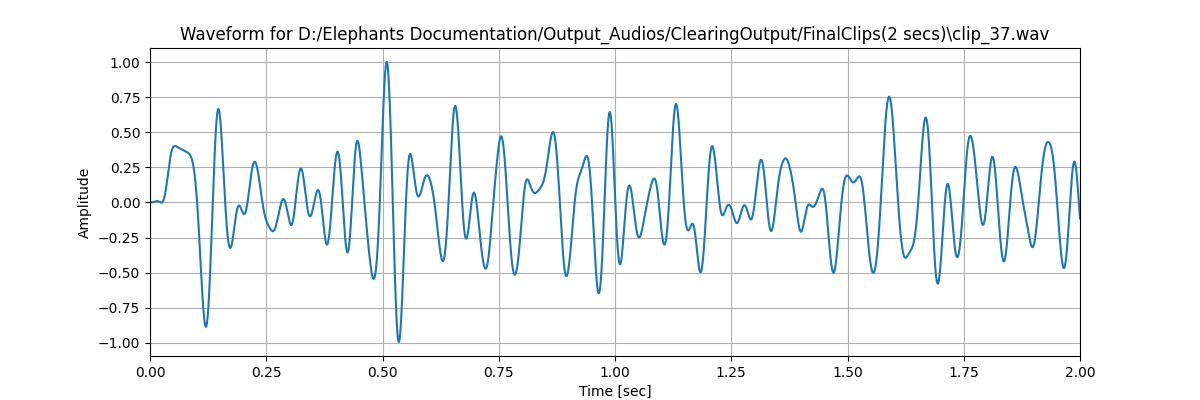 Waveform for D:/Elephants Documentation/Output_Audios/ClearingOutput/FinalClips(2 secs)\clip_37.wav
1.00
0.75
0.50
0.25
0.00
−0.25
−0.50
−0.75
−1.00
Amplitude
0.00 0.25 0.50 0.75 1.00 1.25 1.50 1.75 2.00
Time [sec]